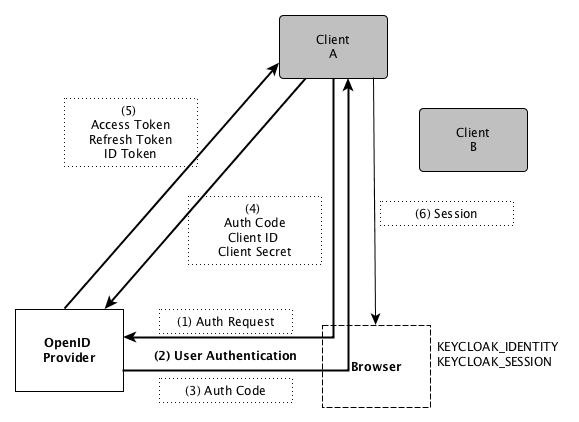 Client
A
(5)
Access Token
Refresh Token
ID Token
Client
B
(4)
Auth Code
Client ID
Client Secret
(6) Session
(1) Auth Request
OpenID
Provider
(2) User Authentication
Browser
KEYCLOAK_IDENTITY
KEYCLOAK_SESSION
(3) Auth Code